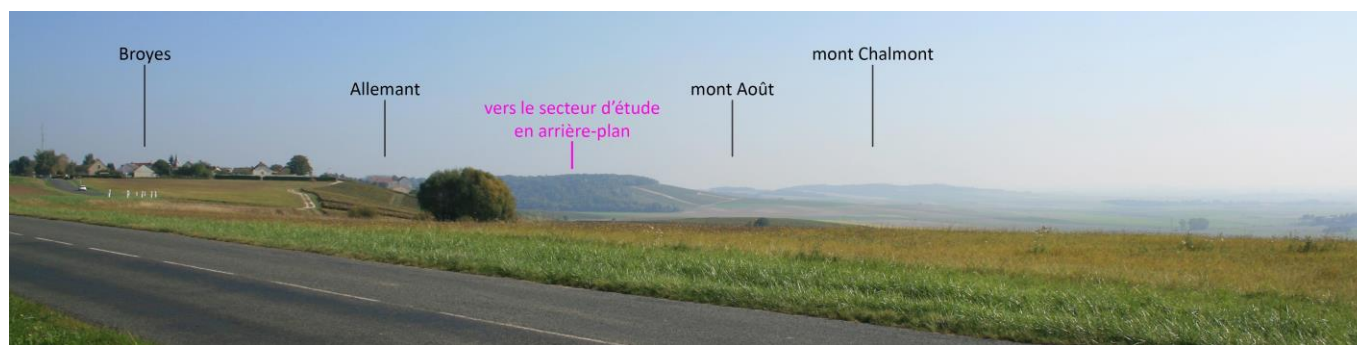 Broyes
Allemant
vers le secteur d'étude
en arrière-plan
mont Août
mont Chalmont